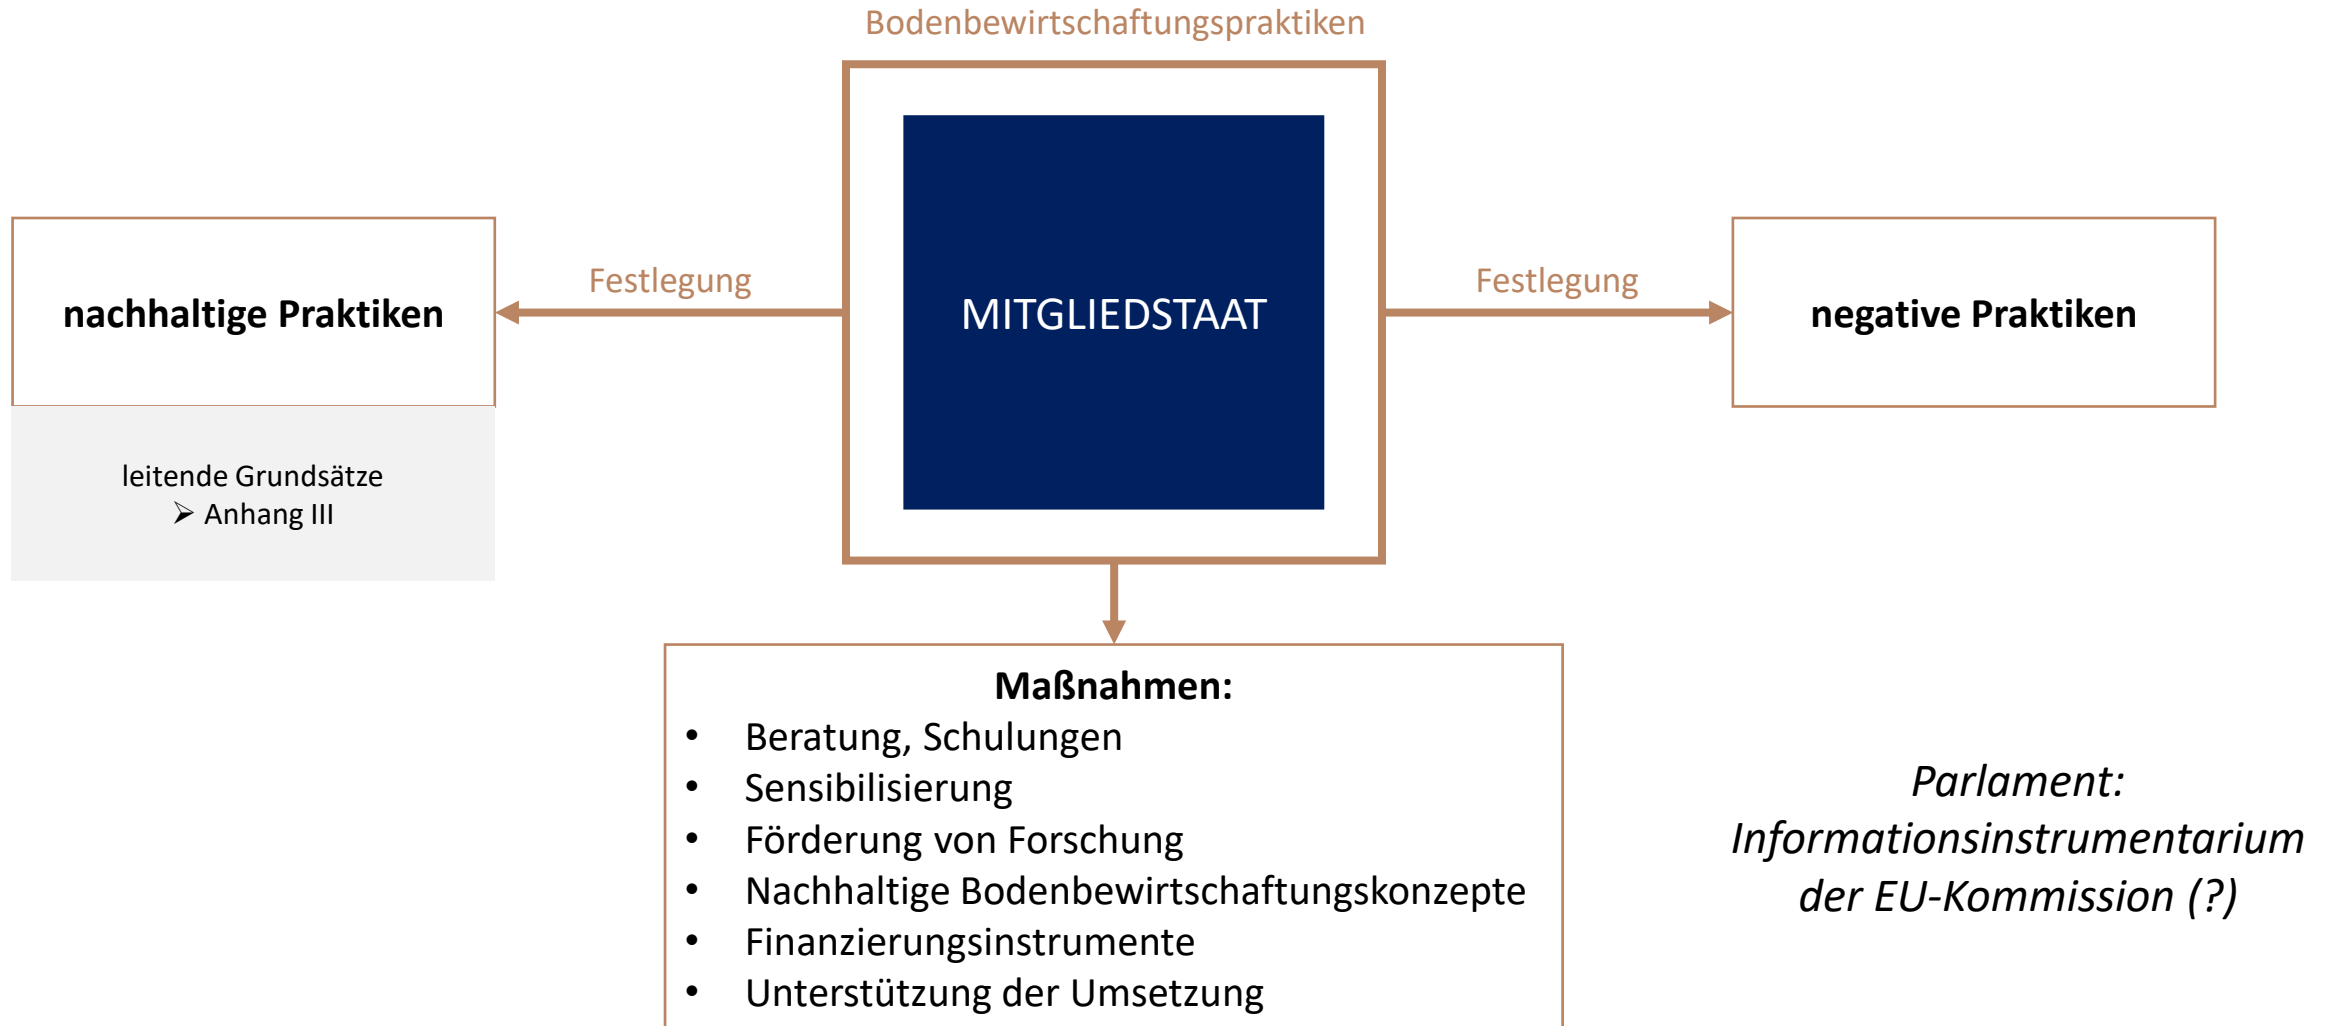 Bodenbewirtschaftungspraktiken
nachhaltige Praktiken
Festlegung
MITGLIEDSTAAT
Festlegung
negative Praktiken
leitende Grundsätze
➢ Anhang III
Maßnahmen:
• Beratung, Schulungen
• Sensibilisierung
• Förderung von Forschung
• Nachhaltige Bodenbewirtschaftungskonzepte
• Finanzierungsinstrumente
• Unterstützung der Umsetzung
Parlament:
Informationsinstrumentarium
der EU-Kommission (?)